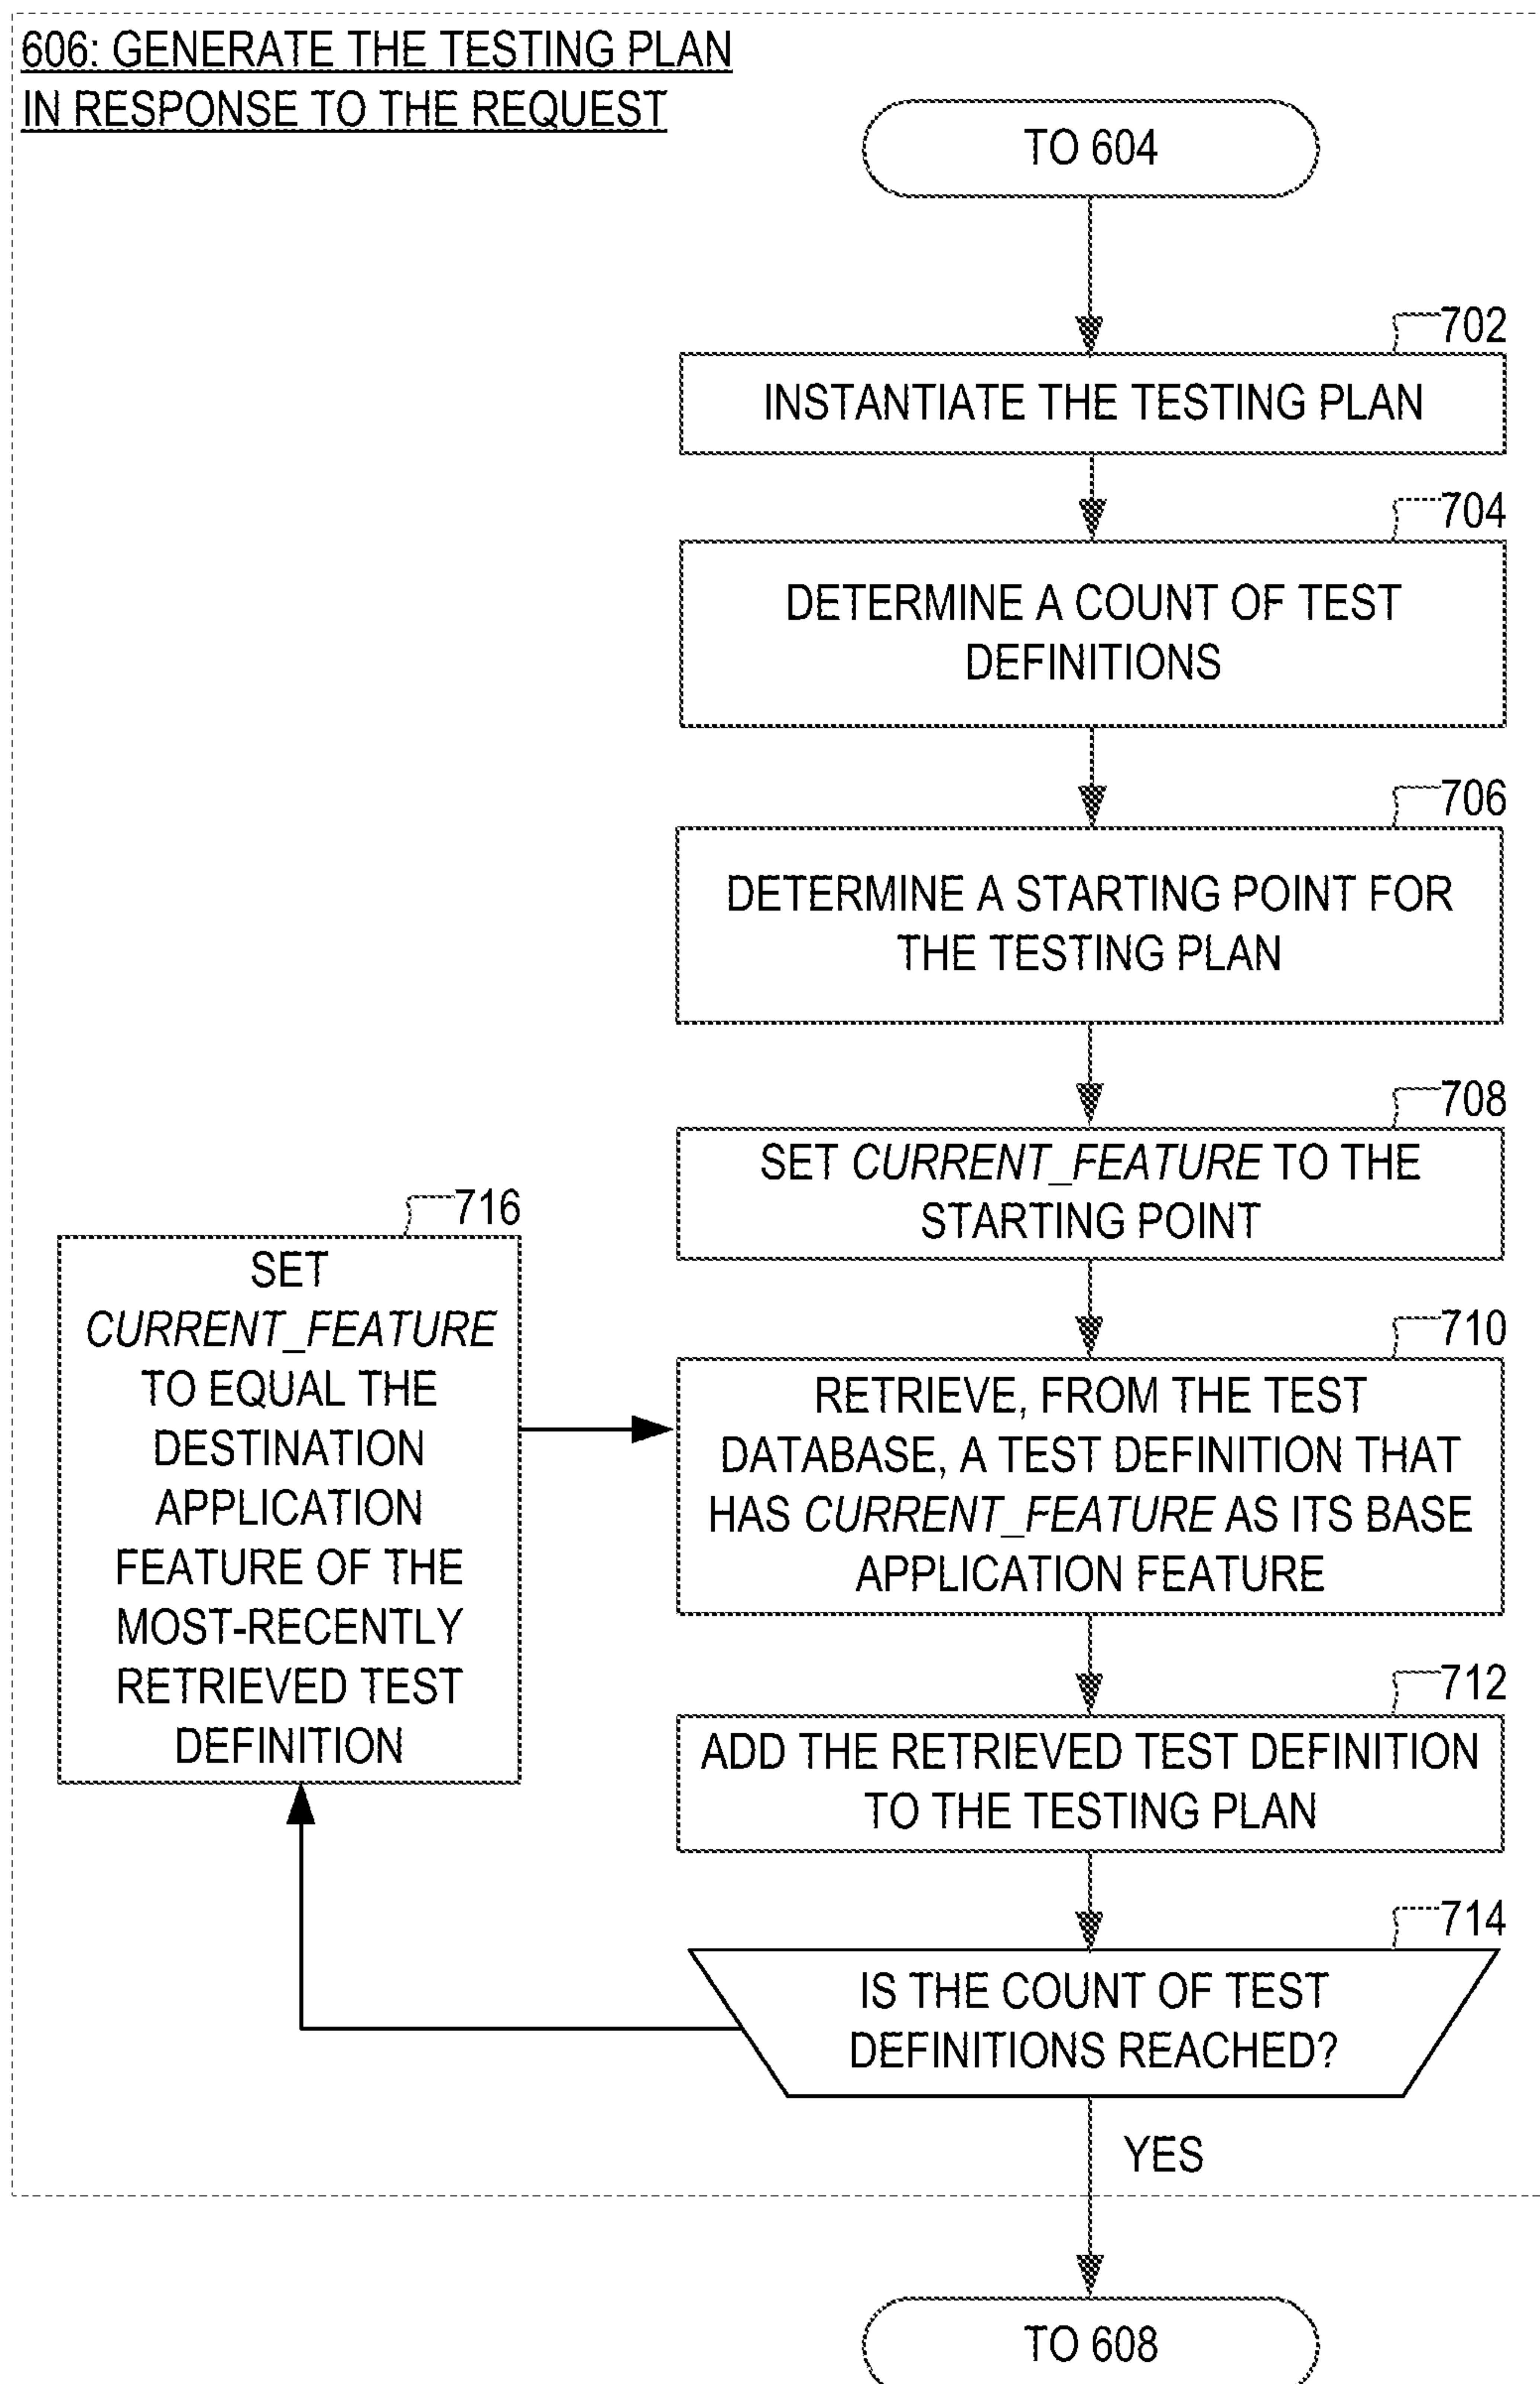 606: GENERATE THE TESTING PLAN
IN RESPONSE TO THE REQUEST
TO 604
702
INSTANTIATE THE TESTING PLAN
704
DETERMINE A COUNT OF TEST
DEFINITIONS
706
DETERMINE A STARTING POINT FOR
THE TESTING PLAN
708
SET CURRENT_FEATURE TO THE
STARTING POINT
716
SET
CURRENT_FEATURE
TO EQUAL THE
DESTINATION
APPLICATION
FEATURE OF THE
MOST-RECENTLY
RETRIEVED TEST
DEFINITION
710
RETRIEVE, FROM THE TEST
DATABASE, A TEST DEFINITION THAT
HAS CURRENT_FEATURE AS ITS BASE
APPLICATION FEATURE
712
ADD THE RETRIEVED TEST DEFINITION
TO THE TESTING PLAN
714
IS THE COUNT OF TEST
DEFINITIONS REACHED?
YES
TO 608